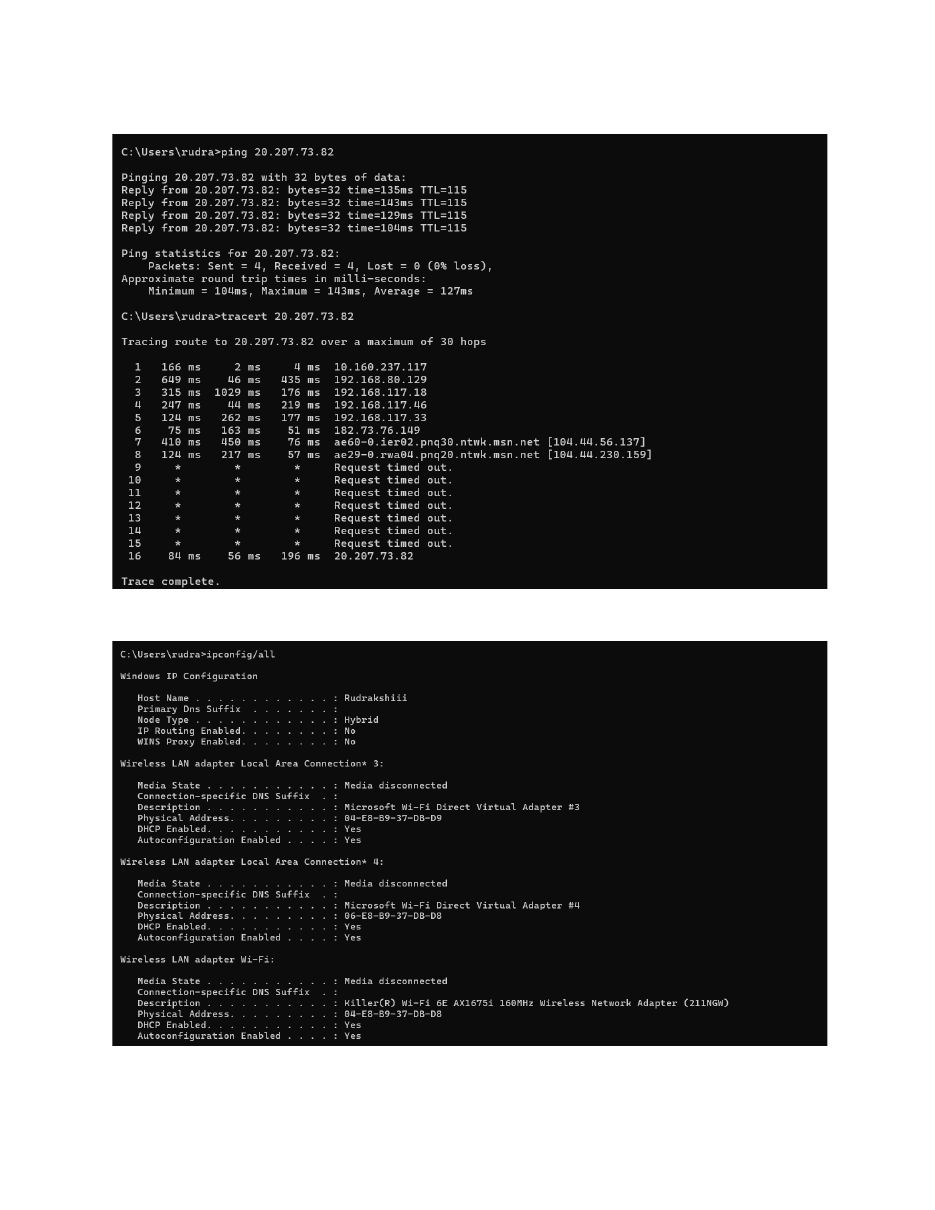 C:\Users\rudra>ping 20.207.73.82
Pinging 20.207.73.82 with 32 bytes of data:
Reply from 20.207.73.82: bytes=32 time=135ms TTL=115
Reply from 20.207.73.82: bytes=32 time=143ms TTL=115
Reply from 20.207.73.82: bytes=32 time=129ms TTL=115
Reply from 20.207.73.82: bytes=32 time=104ms TTL=115
Ping statistics for 20.207.73.82:
    Packets: Sent = 4, Received = 4, Lost = 0 (0% loss),
Approximate round trip times in milli-seconds:
    Minimum = 104ms, Maximum = 143ms, Average = 127ms
C:\Users\rudra>tracert 20.207.73.82
Tracing route to 20.207.73.82 over a maximum of 30 hops
  1   166 ms     2 ms     4 ms  10.160.237.117
  2   649 ms    46 ms   435 ms  192.168.80.129
  3   315 ms  1029 ms   176 ms  192.168.117.18
  4   247 ms    44 ms   219 ms  192.168.117.46
  5   124 ms   262 ms   177 ms  192.168.117.33
  6    75 ms   163 ms    51 ms  182.73.76.149
  7   410 ms   450 ms    76 ms  ae60-0.ier02.pnq30.ntwk.msn.net [104.44.56.137]
  8   124 ms   217 ms    57 ms  ae29-0.rwa04.pnq20.ntwk.msn.net [104.44.230.159]
  9     *        *        *     Request timed out.
 10     *        *        *     Request timed out.
 11     *        *        *     Request timed out.
 12     *        *        *     Request timed out.
 13     *        *        *     Request timed out.
 14     *        *        *     Request timed out.
 15     *        *        *     Request timed out.
 16    84 ms    56 ms   196 ms  20.207.73.82
Trace complete.
C:\Users\rudra>ipconfig/all
Windows IP Configuration
   Host Name . . . . . . . . . . . . : Rudrakshiii
   Primary Dns Suffix  . . . . . . . :
   Node Type . . . . . . . . . . . . : Hybrid
   IP Routing Enabled. . . . . . . . : No
   WINS Proxy Enabled. . . . . . . . : No
Wireless LAN adapter Local Area Connection* 3:
   Media State . . . . . . . . . . . : Media disconnected
   Connection-specific DNS Suffix  . :
   Description . . . . . . . . . . . : Microsoft Wi-Fi Direct Virtual Adapter #3
   Physical Address. . . . . . . . . : 04-E8-B9-37-DB-D9
   DHCP Enabled. . . . . . . . . . . : Yes
   Autoconfiguration Enabled . . . . : Yes
Wireless LAN adapter Local Area Connection* 4:
   Media State . . . . . . . . . . . : Media disconnected
   Connection-specific DNS Suffix  . :
   Description . . . . . . . . . . . : Microsoft Wi-Fi Direct Virtual Adapter #4
   Physical Address. . . . . . . . . : 06-E8-B9-37-DB-D8
   DHCP Enabled. . . . . . . . . . . : Yes
   Autoconfiguration Enabled . . . . : Yes
Wireless LAN adapter Wi-Fi:
   Media State . . . . . . . . . . . : Media disconnected
   Connection-specific DNS Suffix  . :
   Description . . . . . . . . . . . : Killer(R) Wi-Fi 6E AX1675i 160MHz Wireless Network Adapter (211NGW)
   Physical Address. . . . . . . . . : 04-E8-B9-37-DB-D8
   DHCP Enabled. . . . . . . . . . . : Yes
   Autoconfiguration Enabled . . . . : Yes